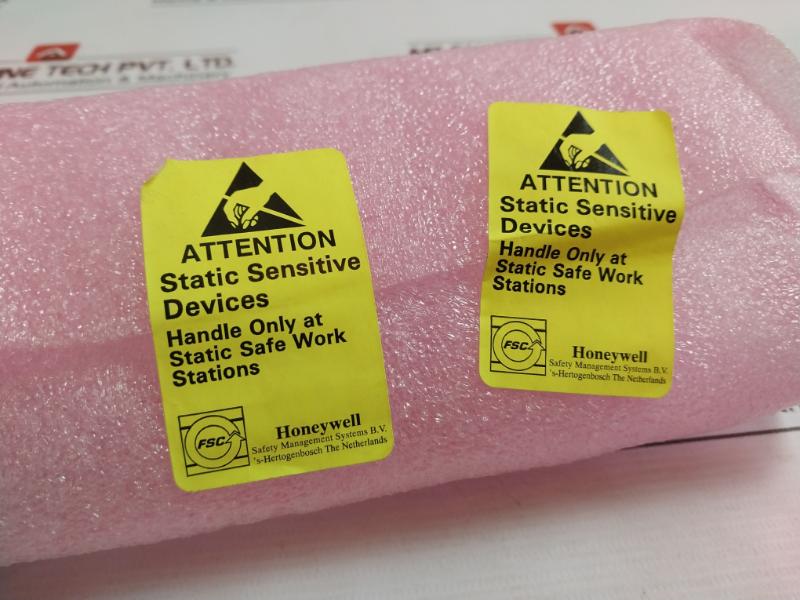 NE TECH PVT. LTD
Automation & Machinery
ATTENTION
Static Sensitive
Devices
Handle Only at
Static Safe Work
Stations
FSC
Honeywell
Safety Management Systems B.V.
's-Hertogenbosch The Netherlands
ATTENTION
Static Sensitive
Devices
Handle Only at
Static Safe Work
Stations
FSC
Honeywell
Safety Management Systems B.V.
's-Hertogenbosch The Netherlands